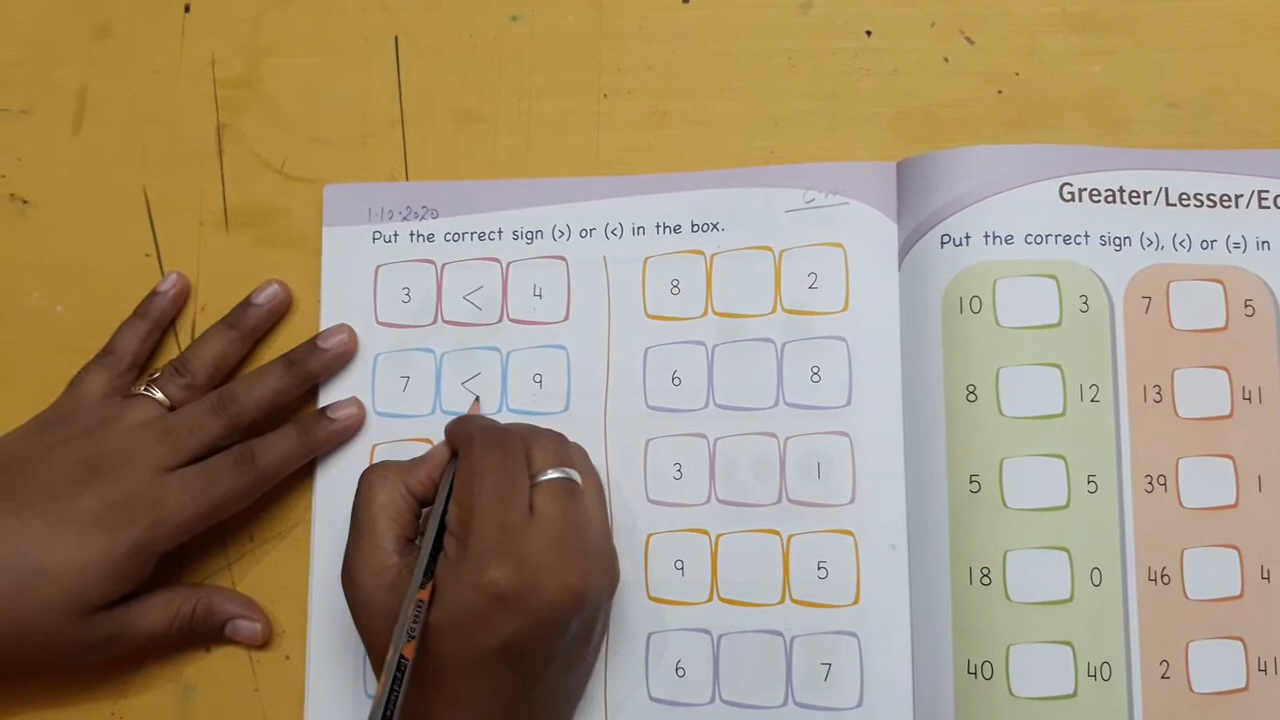 1·10·2020
C.W
Put the correct sign (>) or (<) in the box.
3 < 4
7 < 9
8 2
6 8
3 1
9 5
6 7
Greater/Lesser/Ec
Put the correct sign (>), (<) or (=) in
10 3
8 12
5 5
18 0
40 40
7 5
13 41
39 1
46 4
2 41